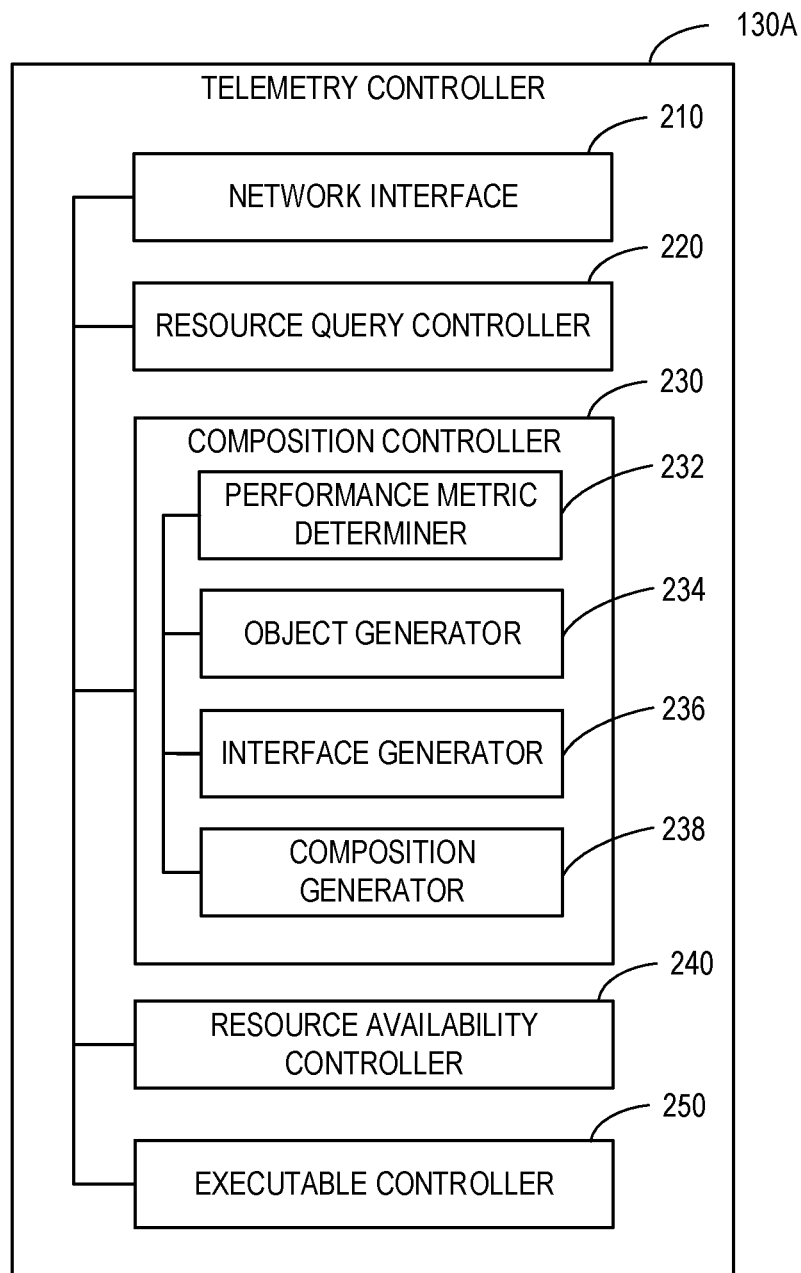 130A
TELEMETRY CONTROLLER
210
NETWORK INTERFACE
220
RESOURCE QUERY CONTROLLER
230
COMPOSITION CONTROLLER
232
PERFORMANCE METRIC
DETERMINER
234
OBJECT GENERATOR
236
INTERFACE GENERATOR
238
COMPOSITION
GENERATOR
240
RESOURCE AVAILABILITY
CONTROLLER
250
EXECUTABLE CONTROLLER